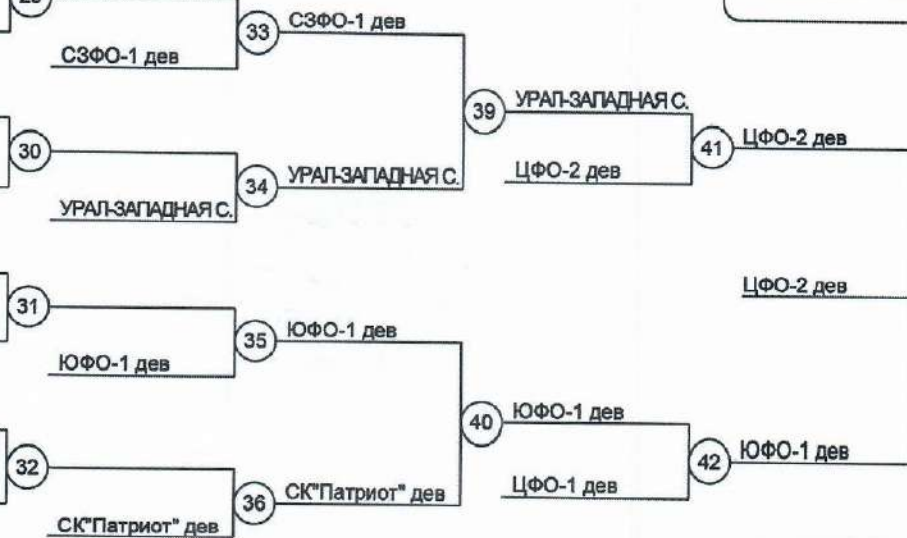 33 СЗФО-1 дев
СЗФО-1 дев
39 УРАЛ-ЗАПАДНАЯ С.
41 ЦФО-2 дев
30
ЦФО-2 дев
34 УРАЛ-ЗАПАДНАЯ С.
УРАЛ-ЗАПАДНАЯ С.
ЦФО-2 дев
31
35 ЮФО-1 дев
ЮФО-1 дев
40 ЮФО-1 дев
42 ЮФО-1 дев
32
ЦФО-1 дев
36 СК"Патриот" дев
СК"Патриот" дев